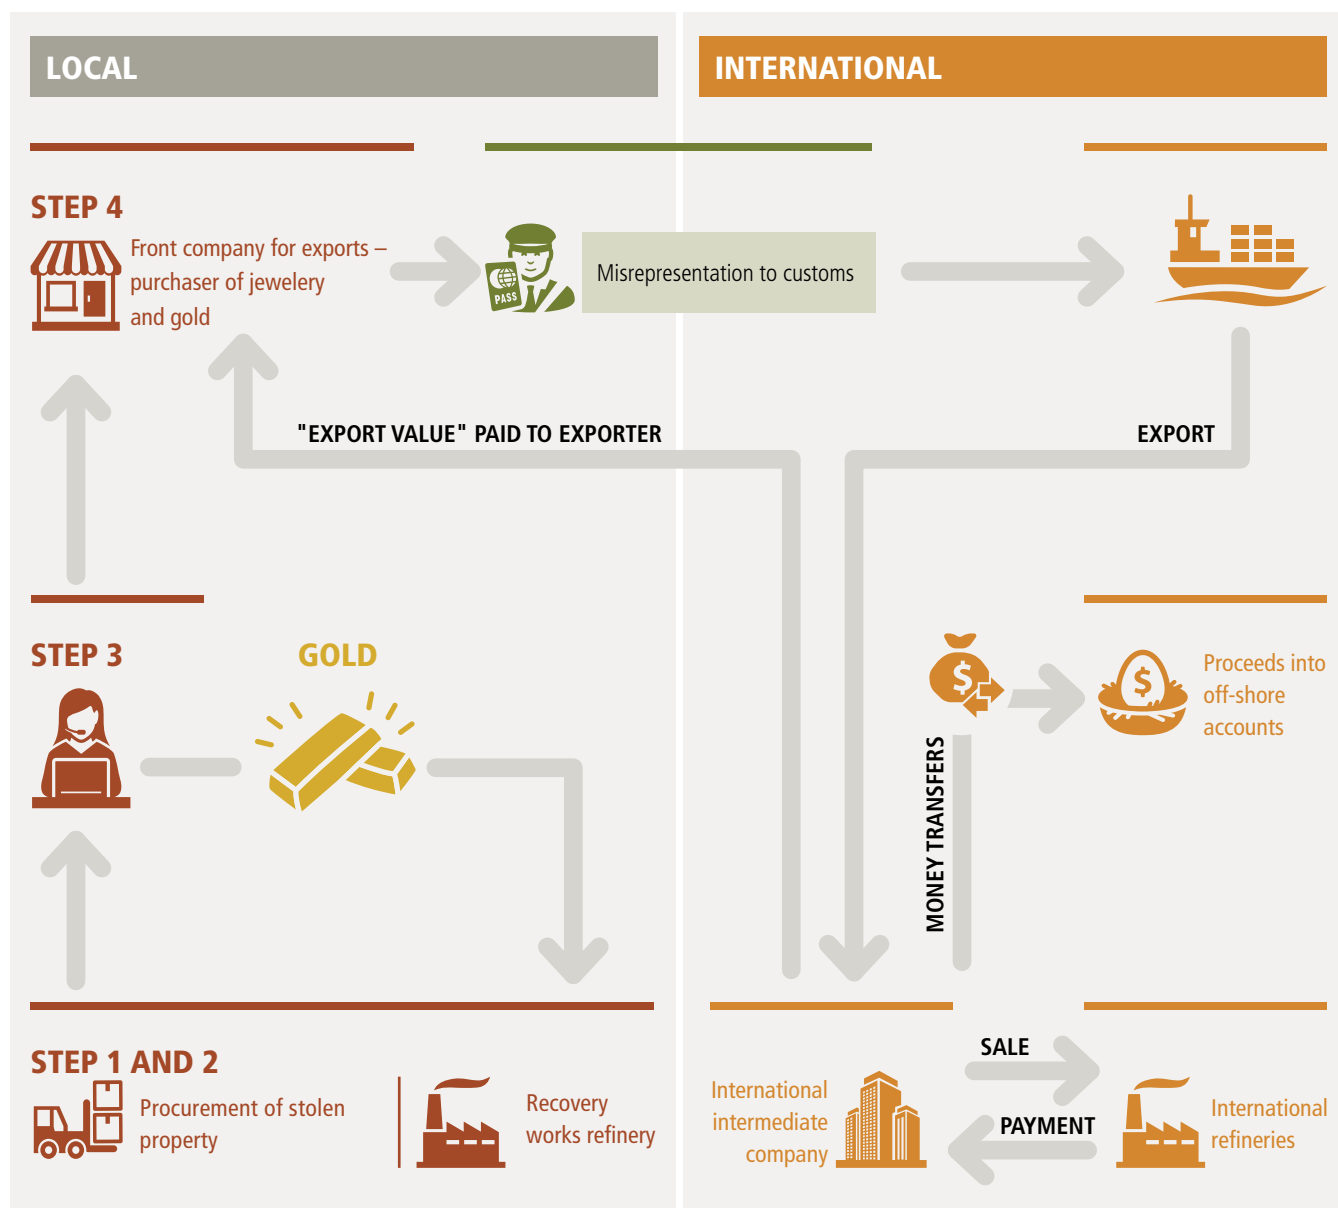 LOCAL
INTERNATIONAL
STEP 4
Front company for exports –
purchaser of jewelery
and gold
PASS
Misrepresentation to customs
"EXPORT VALUE" PAID TO EXPORTER
EXPORT
STEP 3
GOLD
$
$
Proceeds into
off-shore
accounts
MONEY TRANSFERS
STEP 1 AND 2
Procurement of stolen
property
Recovery
works refinery
International
intermediate
company
SALE
PAYMENT
International
refineries